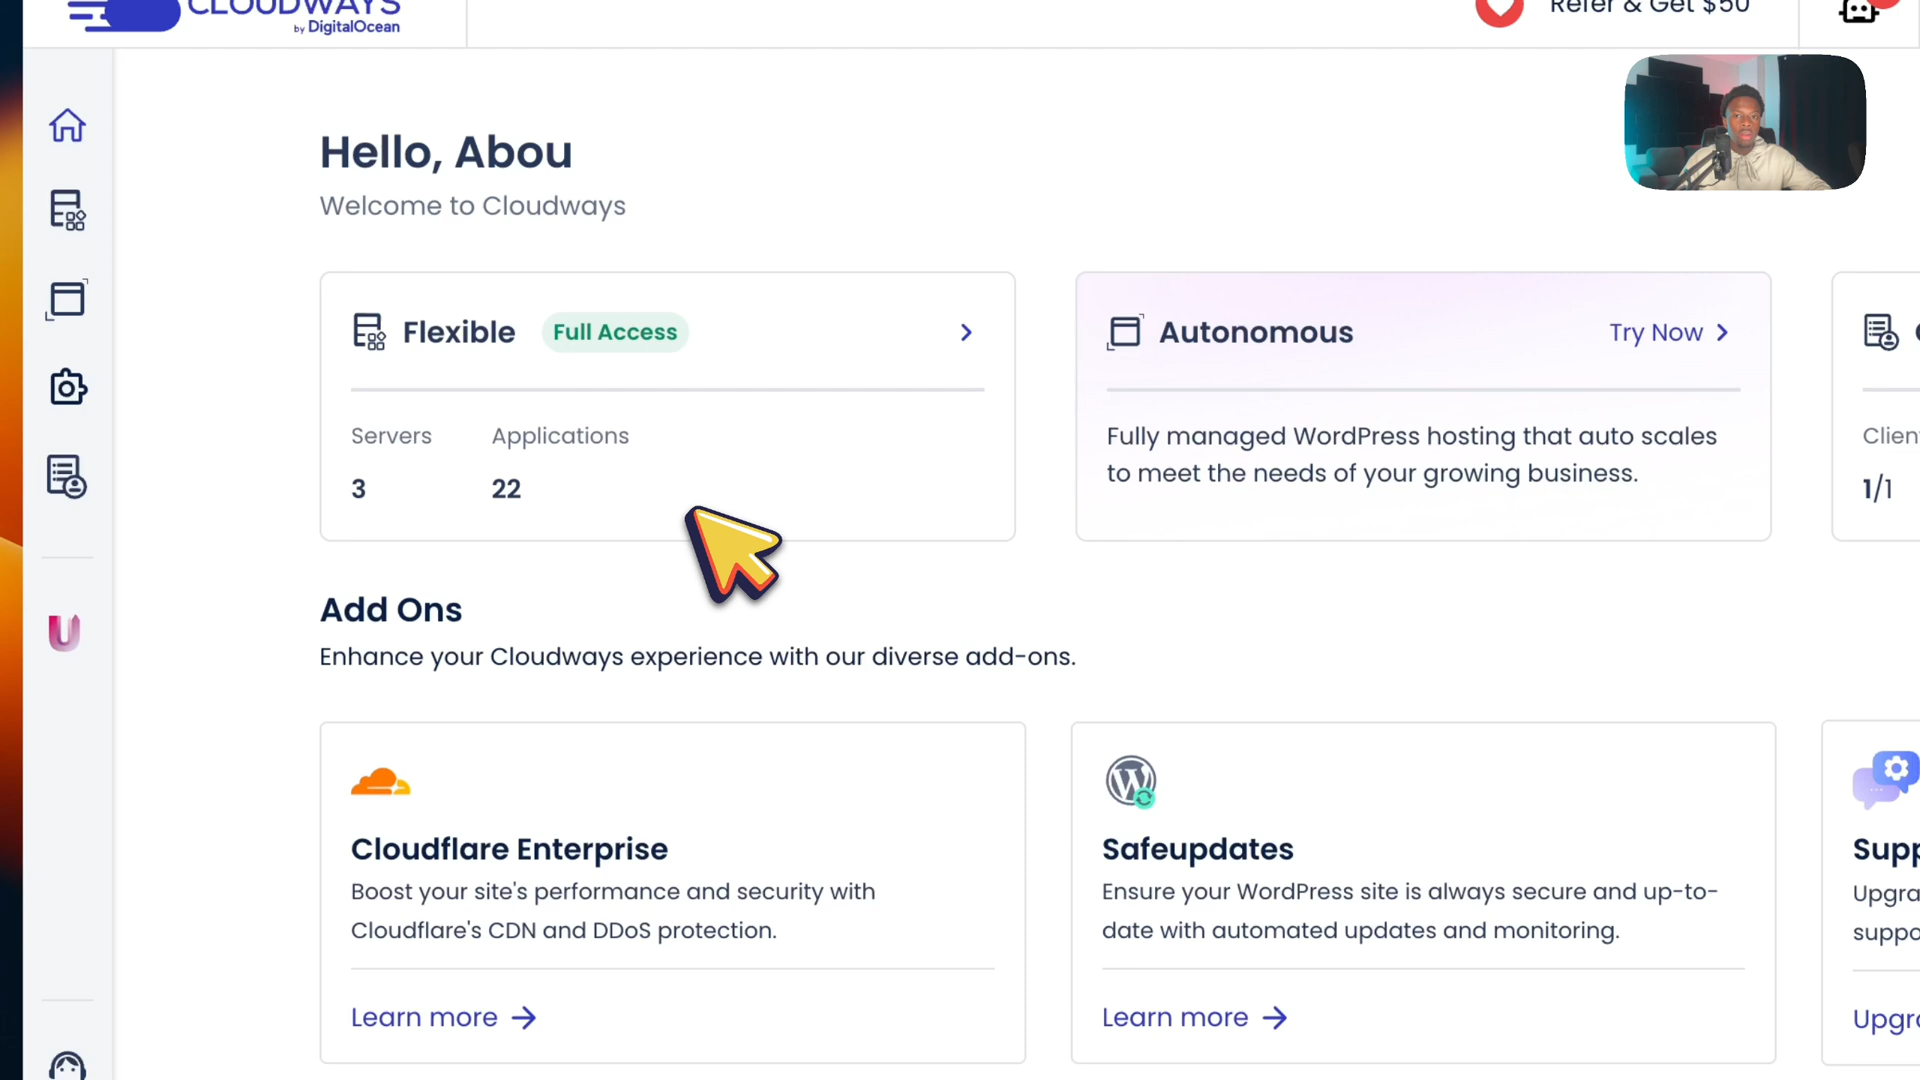 CLOUDWAYS
by DigitalOcean
Refer & Get $50
Hello, Abou
Welcome to Cloudways
Flexible
Full Access
Servers
Applications
3
22
Autonomous
Try Now
Fully managed WordPress hosting that auto scales
to meet the needs of your growing business.
1/1
Add Ons
Enhance your Cloudways experience with our diverse add-ons.
Cloudflare Enterprise
Boost your site's performance and security with
Cloudflare's CDN and DDoS protection.
Learn more
Safeupdates
Ensure your WordPress site is always secure and up-to-
date with automated updates and monitoring.
Learn more